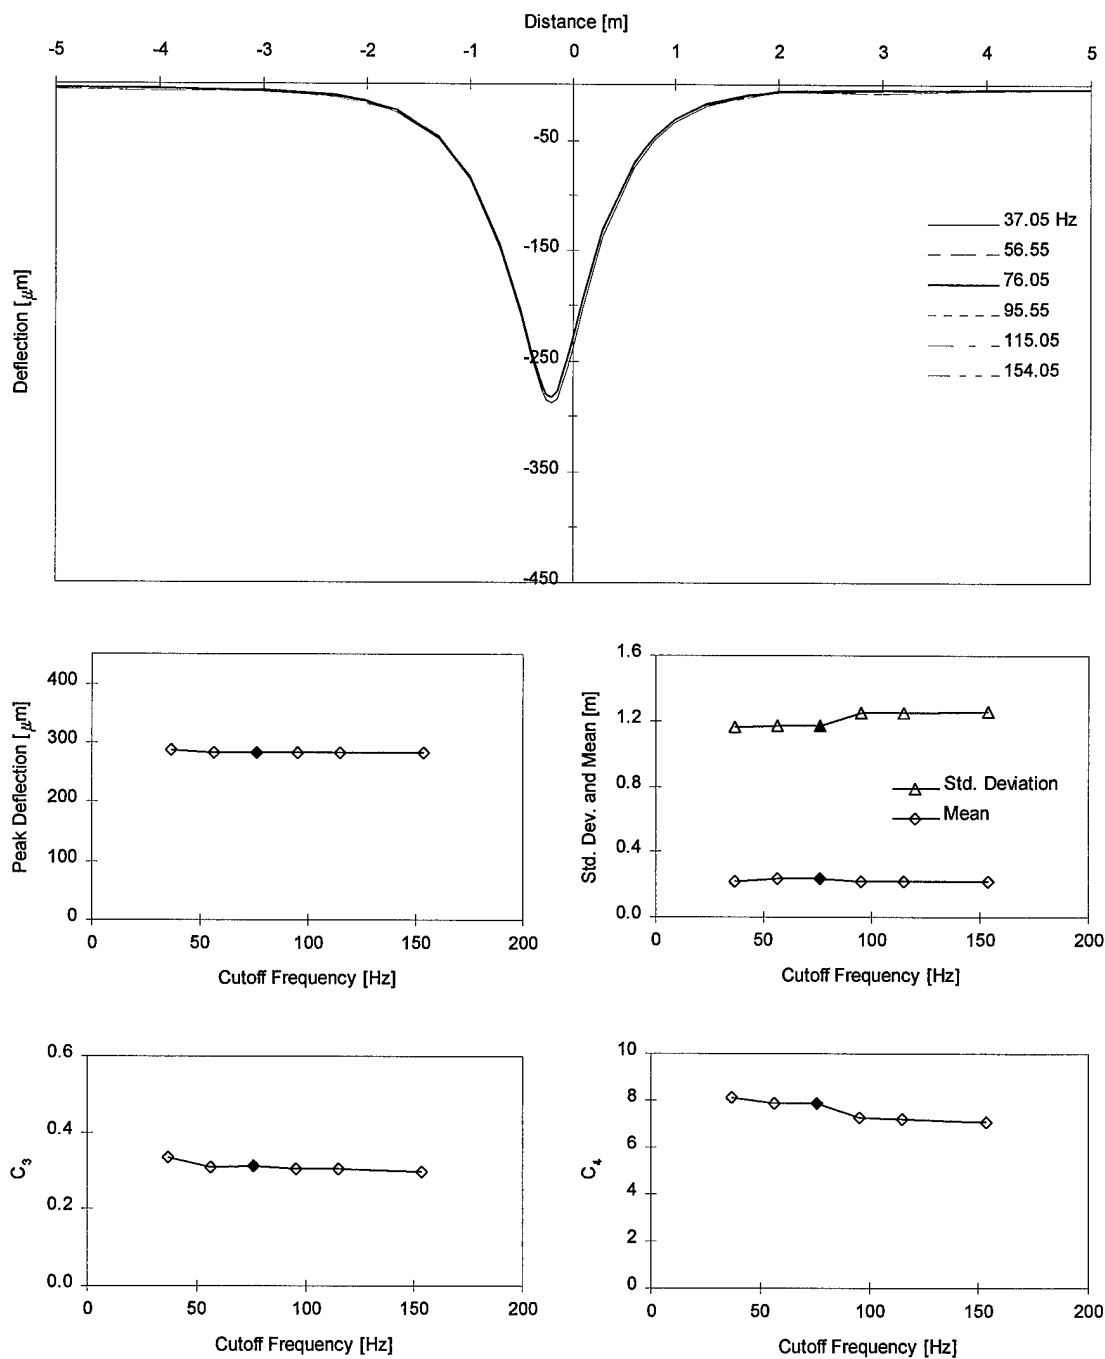 Distance [m]
-5 -4 -3 -2 -1 0 1 2 3 4 5
-50
-150
-250
-350
-450
Deflection [μm]
37.05 Hz
56.55
76.05
95.55
115.05
154.05
Peak Deflection [μm]
400
300
200
100
0
0 50 100 150 200
Cutoff Frequency [Hz]
Std. Dev. and Mean [m]
1.6
1.2
0.8
0.4
0.0
Std. Deviation
Mean
0 50 100 150 200
Cutoff Frequency [Hz]
C3
0.6
0.4
0.2
0.0
0 50 100 150 200
Cutoff Frequency [Hz]
C4
10
8
6
4
2
0
0 50 100 150 200
Cutoff Frequency [Hz]